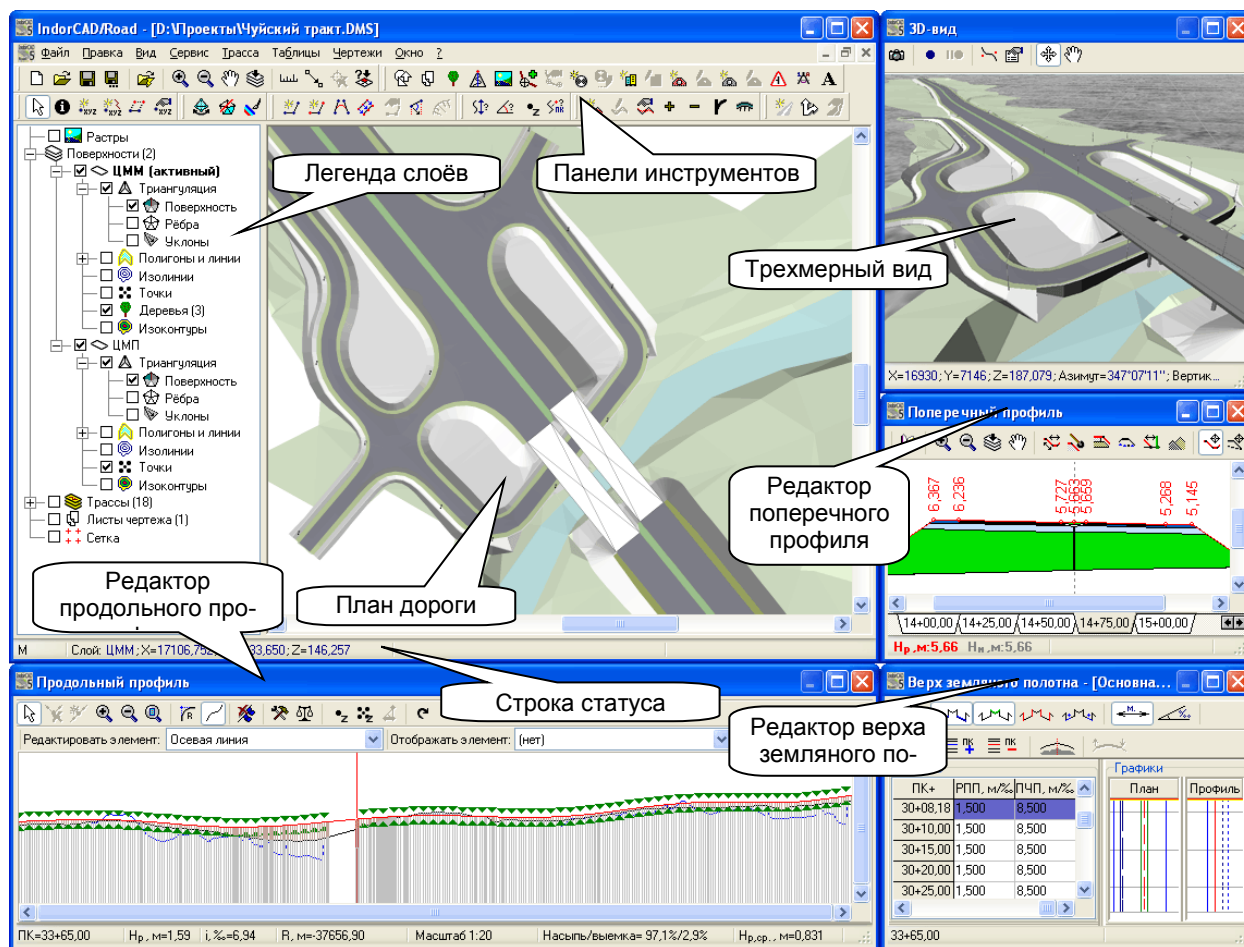 IndorCAD/Road - [D:\Проекты\Чуйский тракт.DMS]
Файл Правка Вид Сервис Трасса Таблицы Чертежи Окно ?
Панели инструментов
Легенда слоёв
Растры
Поверхности (2)
ЦММ (активный)
Триангуляция
Поверхность
Рёбра
Уклоны
Полигоны и линии
Изолинии
Точки
Деревья (3)
Изоконтуры
ЦМП
Триангуляция
Поверхность
Рёбра
Уклоны
Полигоны и линии
Изолинии
Точки
Изоконтуры
Трассы (18)
Листы чертежа (1)
Сетка
План дороги
Редактор
продольного про-
M Слой: ЦММ; X=17106,752; 33,650; Z=146,257
Строка статуса
3D-вид
Трехмерный вид
X=16930; Y=7146; Z=187,079; Азимут=347°07'11''; Вертик...
Поперечный профиль
Редактор
поперечного
профиля
6,367 6,236 5,727 5,663 5,659 5,268 5,145
14+00,00 14+25,00 14+50,00 14+75,00 15+00,00
Hр,м:5,66 Hн,м:5,66
Продольный профиль
Редактировать элемент: Осевая линия Отображать элемент: (нет)
ПК=33+65,00 Hр, м=1,59 i,‰=6,94 R, м=-37656,90 Масштаб 1:20 Насыпь/выемка= 97,1%/2,9% Hр,ср., м=0,831
Верх земляного полотна - [Основна...
Редактор верха
земляного по-
Графики
ПК+ РПП, м/‰ ПЧП, м/‰ План Профиль
30+08,18 1,500 8,500
30+10,00 1,500 8,500
30+15,00 1,500 8,500
30+20,00 1,500 8,500
30+25,00 1,500 8,500
33+65,00